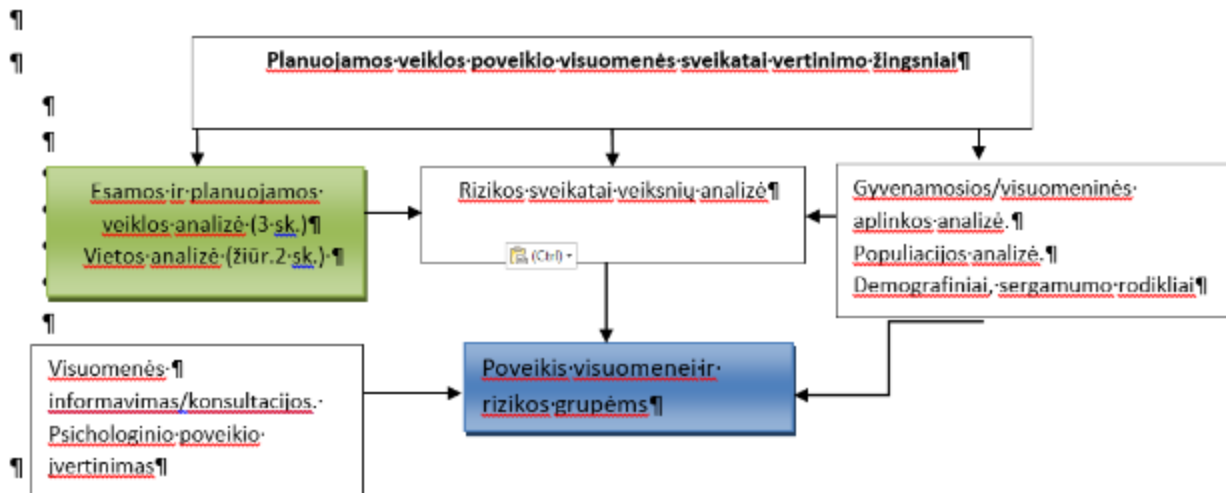 Planuojamos veiklos poveikio visuomenės sveikatai vertinimo žingsniai¶
Esamos ir planuojamos
veiklos analizė (3 sk.)¶
Vietos analizė (žiūr.2 sk.) ¶
Rizikos sveikatai veiksnių analizė¶
(Ctrl)
Gyvenamosios/visuomeninės
aplinkos analizė.¶
Populiacijos analizė.¶
Demografiniai, sergamumo rodikliai¶
Visuomenės ¶
informavimas/konsultacijos.
Psichologinio poveikio
įvertinimas¶
Poveikis visuomenei ir
rizikos grupėms¶